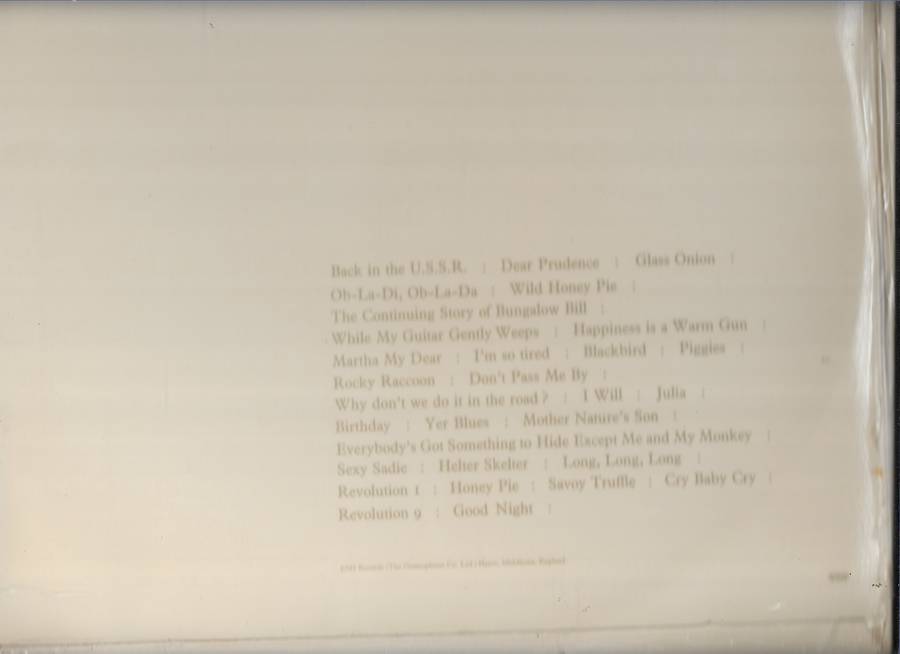 Back in the U.S.S.R. : Dear Prudence : Glass Onion :
Ob-La-Di, Ob-La-Da : Wild Honey Pie :
The Continuing Story of Bungalow Bill :
While My Guitar Gently Weeps : Happiness is a Warm Gun :
Martha My Dear : I'm so tired : Blackbird : Piggies :
Rocky Raccoon : Don't Pass Me By :
Why don't we do it in the road? : I Will : Julia :
Birthday : Yer Blues : Mother Nature's Son :
Everybody's Got Something to Hide Except Me and My Monkey :
Sexy Sadie : Helter Skelter : Long, Long, Long :
Revolution 1 : Honey Pie : Savoy Truffle : Cry Baby Cry :
Revolution 9 : Good Night :